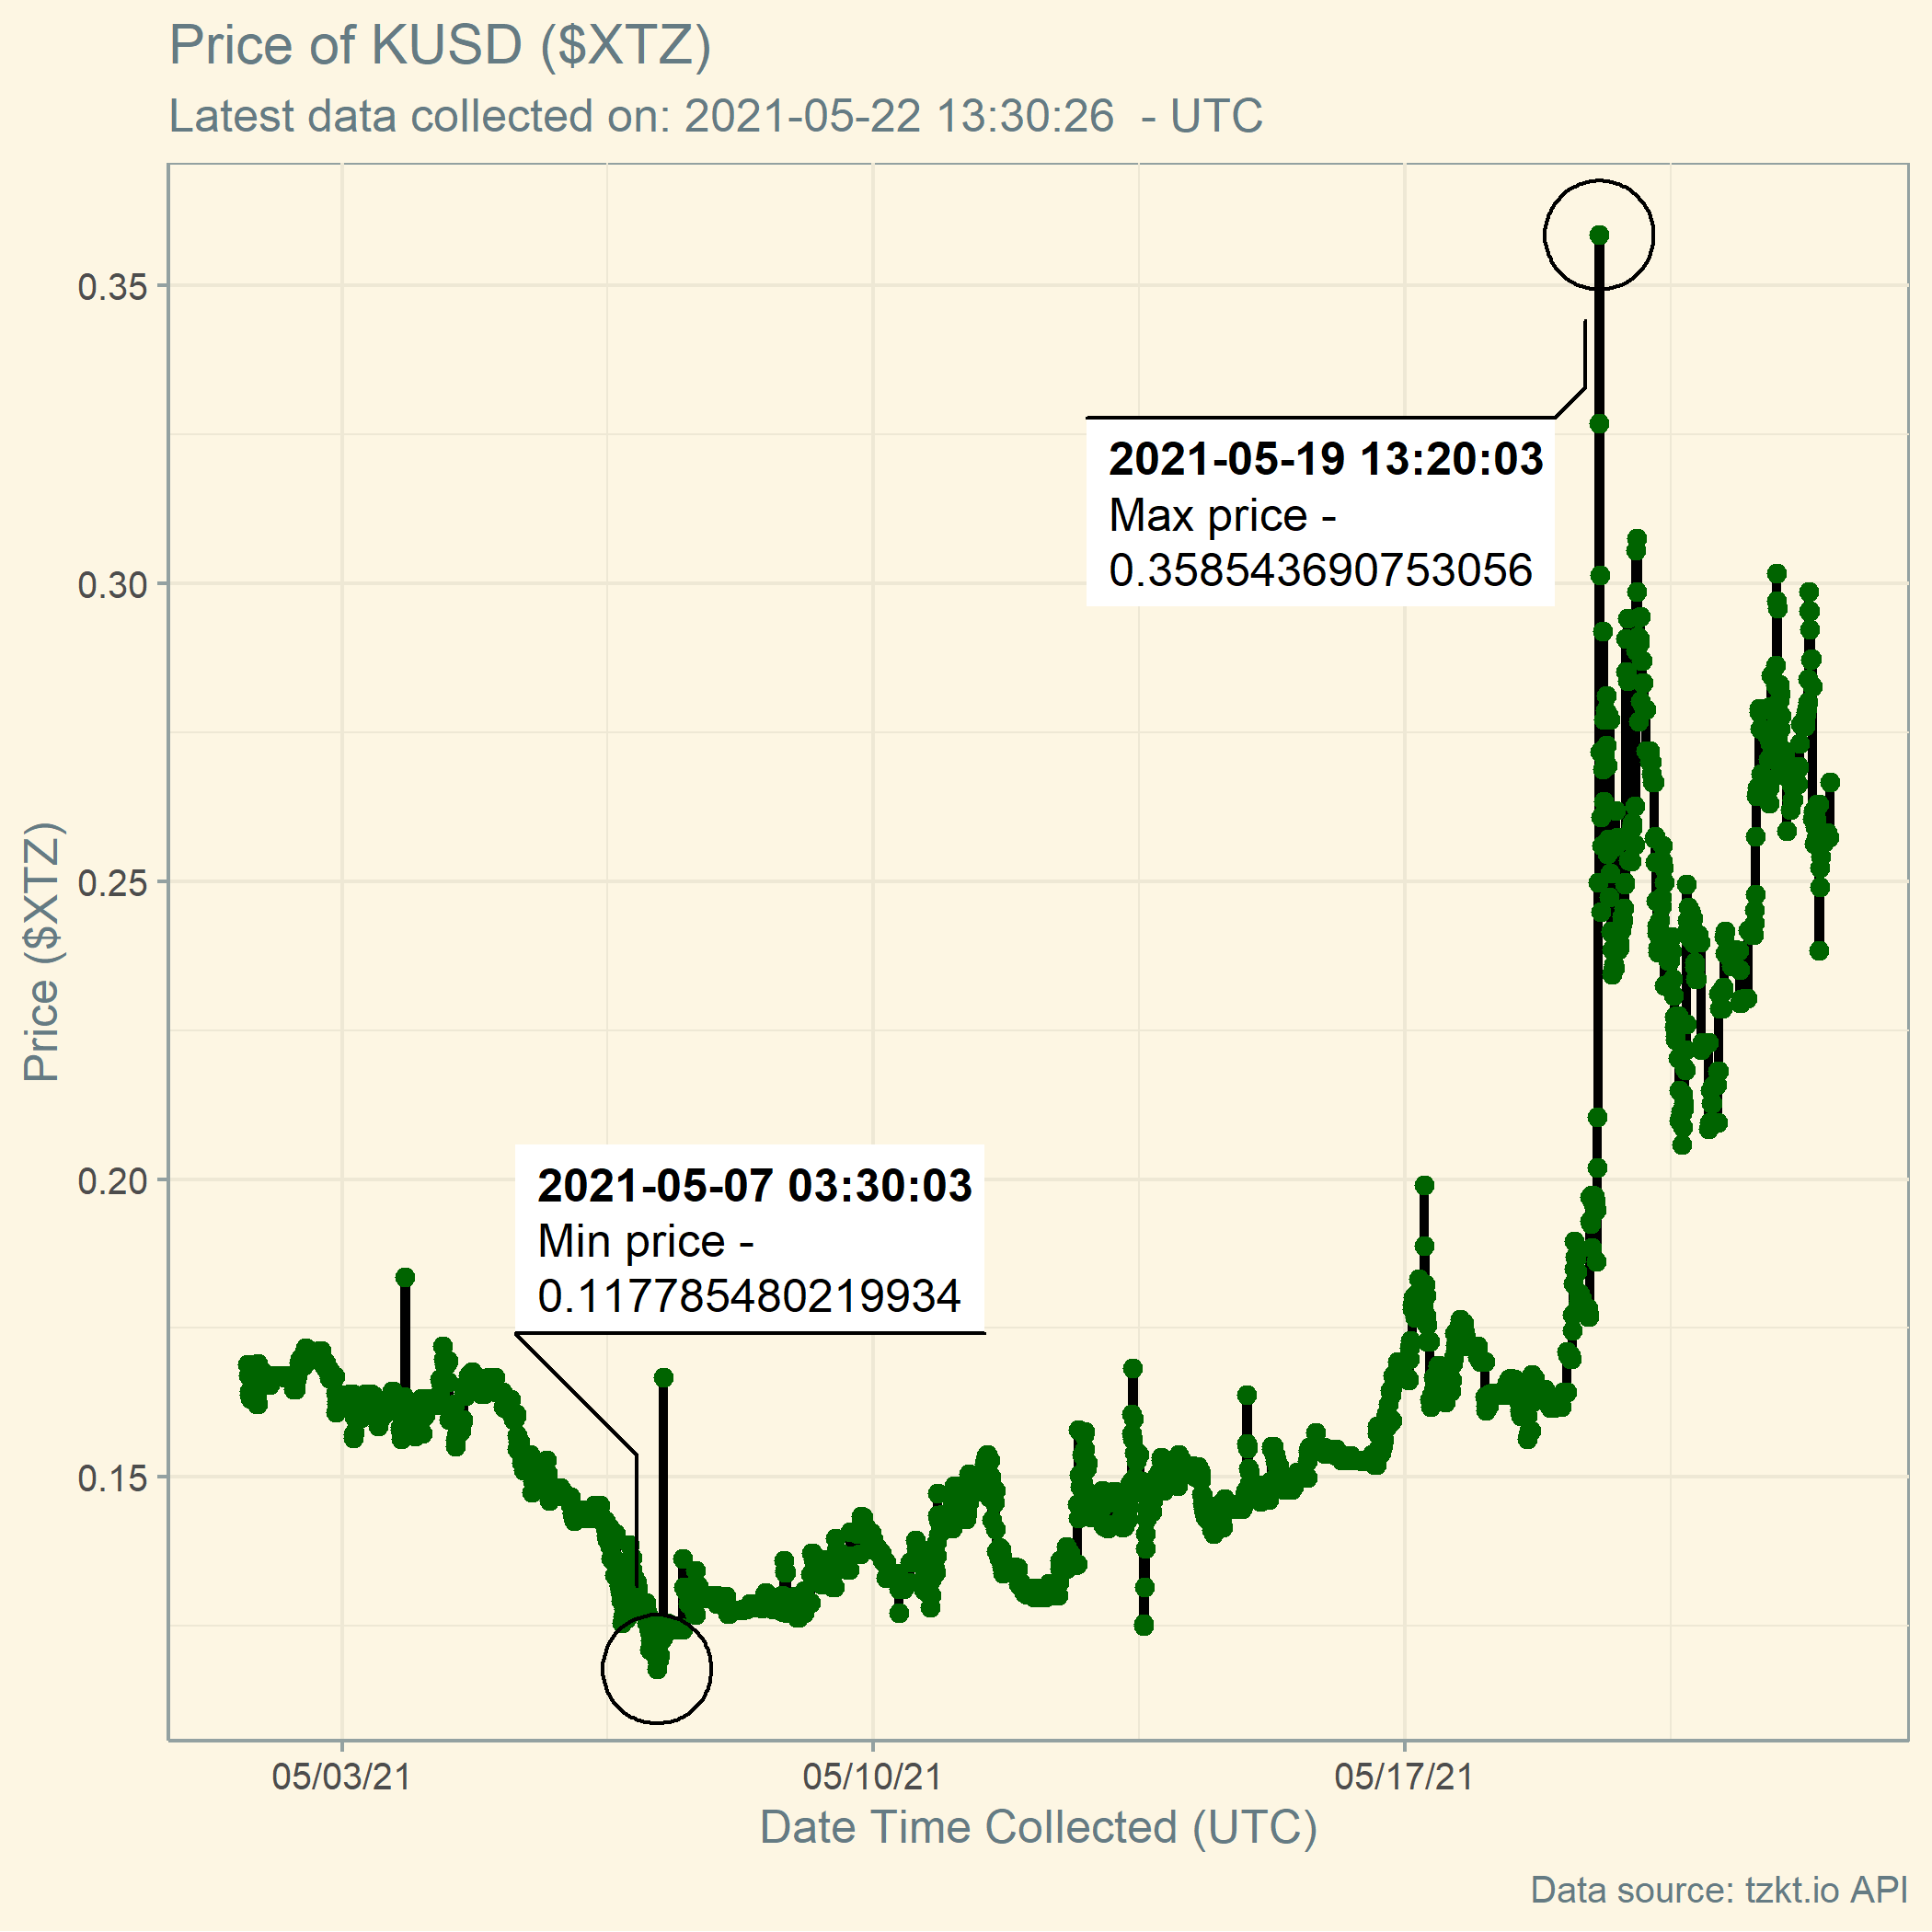 Price of KUSD ($XTZ)
Latest data collected on: 2021-05-22 13:30:26  - UTC
Price ($XTZ)
0.35
0.30
0.25
0.20
0.15
2021-05-19 13:20:03
Max price -
0.358543690753056
2021-05-07 03:30:03
Min price -
0.117785480219934
05/03/21
05/10/21
05/17/21
Date Time Collected (UTC)
Data source: tzkt.io API